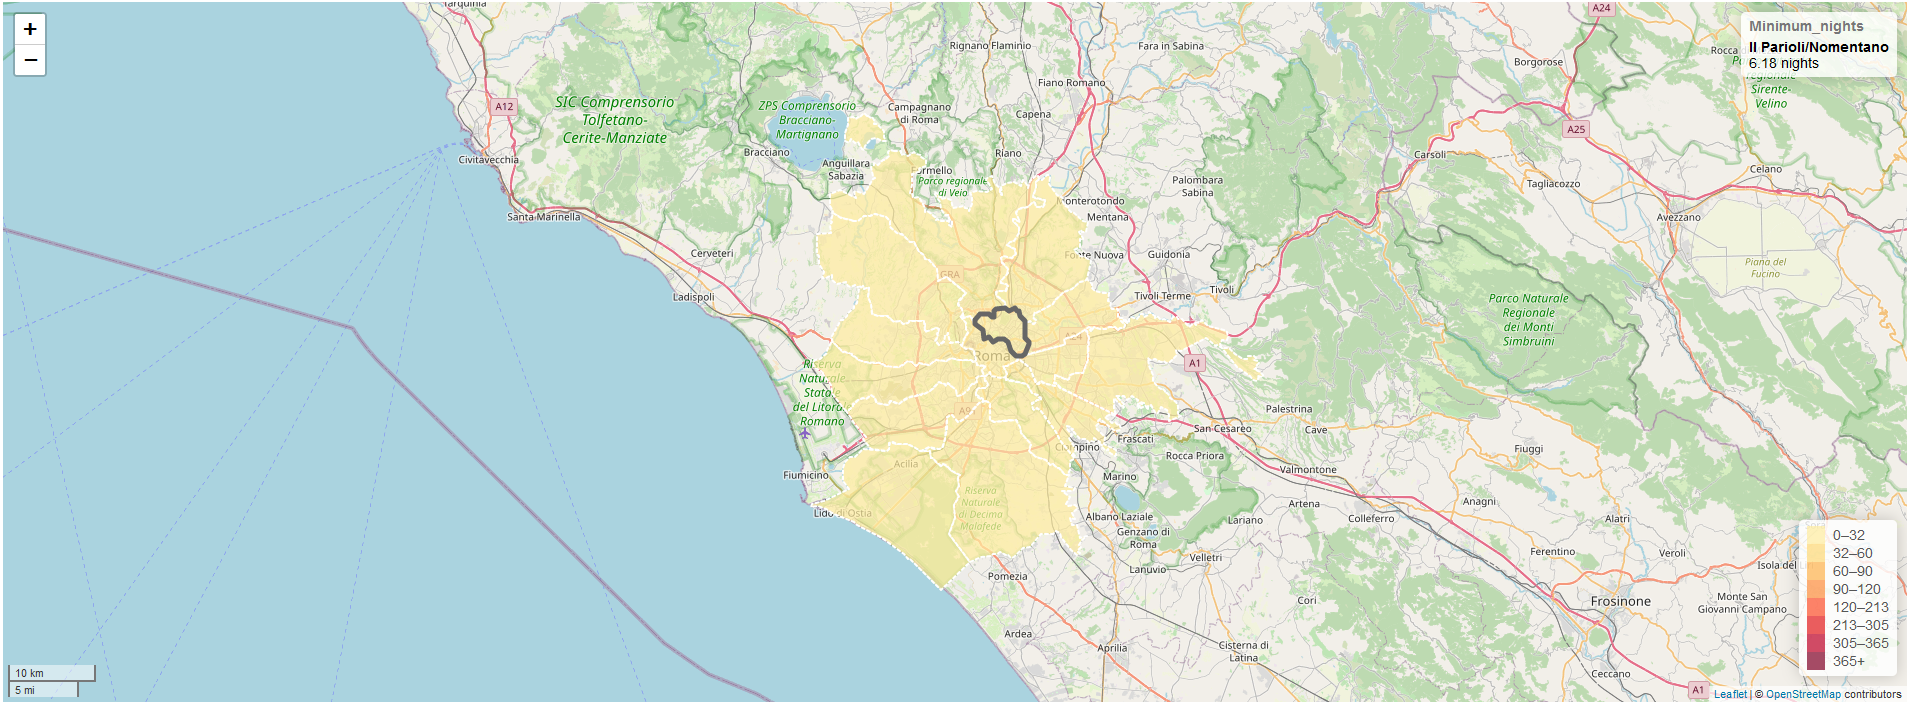 +
−
Tarquinia
A24
Minimum_nights
II Parioli/Nomentano
6.18 nights
Rignano Flaminio
Fara in Sabina
Borgorose
Rocca
Regionale
Sirente-
Velino
Fiano Romano
A12
SIC Comprensorio
Tolfetano-
Cerite-Manziate
ZPS Comprensorio
Bracciano-
Martignano
Campagnano
di Roma
Capena
A25
Civitavecchia
Bracciano
Anguillara
Sabazia
Formello
Riano
Carsoli
Parco regionale
di Veio
Palombara
Sabina
Tagliacozzo
Celano
Santa Marinella
Monterotondo
Mentana
Avezzano
Cerveteri
Fonte Nuova
Guidonia
GRA
Piana del
Fucino
Ladispoli
Tivoli Terme
Tivoli
Parco Naturale
Regionale
dei Monti
Simbruini
A24
Roma
A1
Riserva
Naturale
Statale
del Litorale
Romano
A9
Palestrina
San Cesareo
Cave
Frascati
Ciampino
Rocca Priora
Fiuggi
Acilia
Fiumicino
Marino
Valmontone
Riserva
Naturale
di Decima
Malafede
Lido di Ostia
Albano Laziale
Genzano di
Roma
Lariano
Artena
Colleferro
Anagni
Alatri
Velletri
Lanuvio
Ferentino
Veroli
Isola del
Pomezia
Cori
Frosinone
Monte San
Giovanni Campano
Ardea
Aprilia
Cisterna di
Latina
Ceccano
A1
0–32
32–60
60–90
90–120
120–213
213–305
305–365
365+
10 km
5 mi
Leaflet | © OpenStreetMap contributors